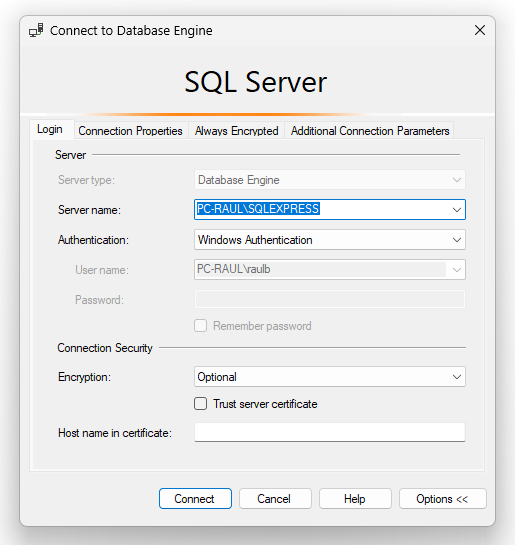 Connect to Database Engine
SQL Server
Login Connection Properties Always Encrypted Additional Connection Parameters
Server
Server type: Database Engine
Server name: PC-RAUL\SQLEXPRESS
Authentication: Windows Authentication
User name: PC-RAUL\raulb
Password:
Remember password
Connection Security
Encryption: Optional
Trust server certificate
Host name in certificate:
Connect Cancel Help Options <<